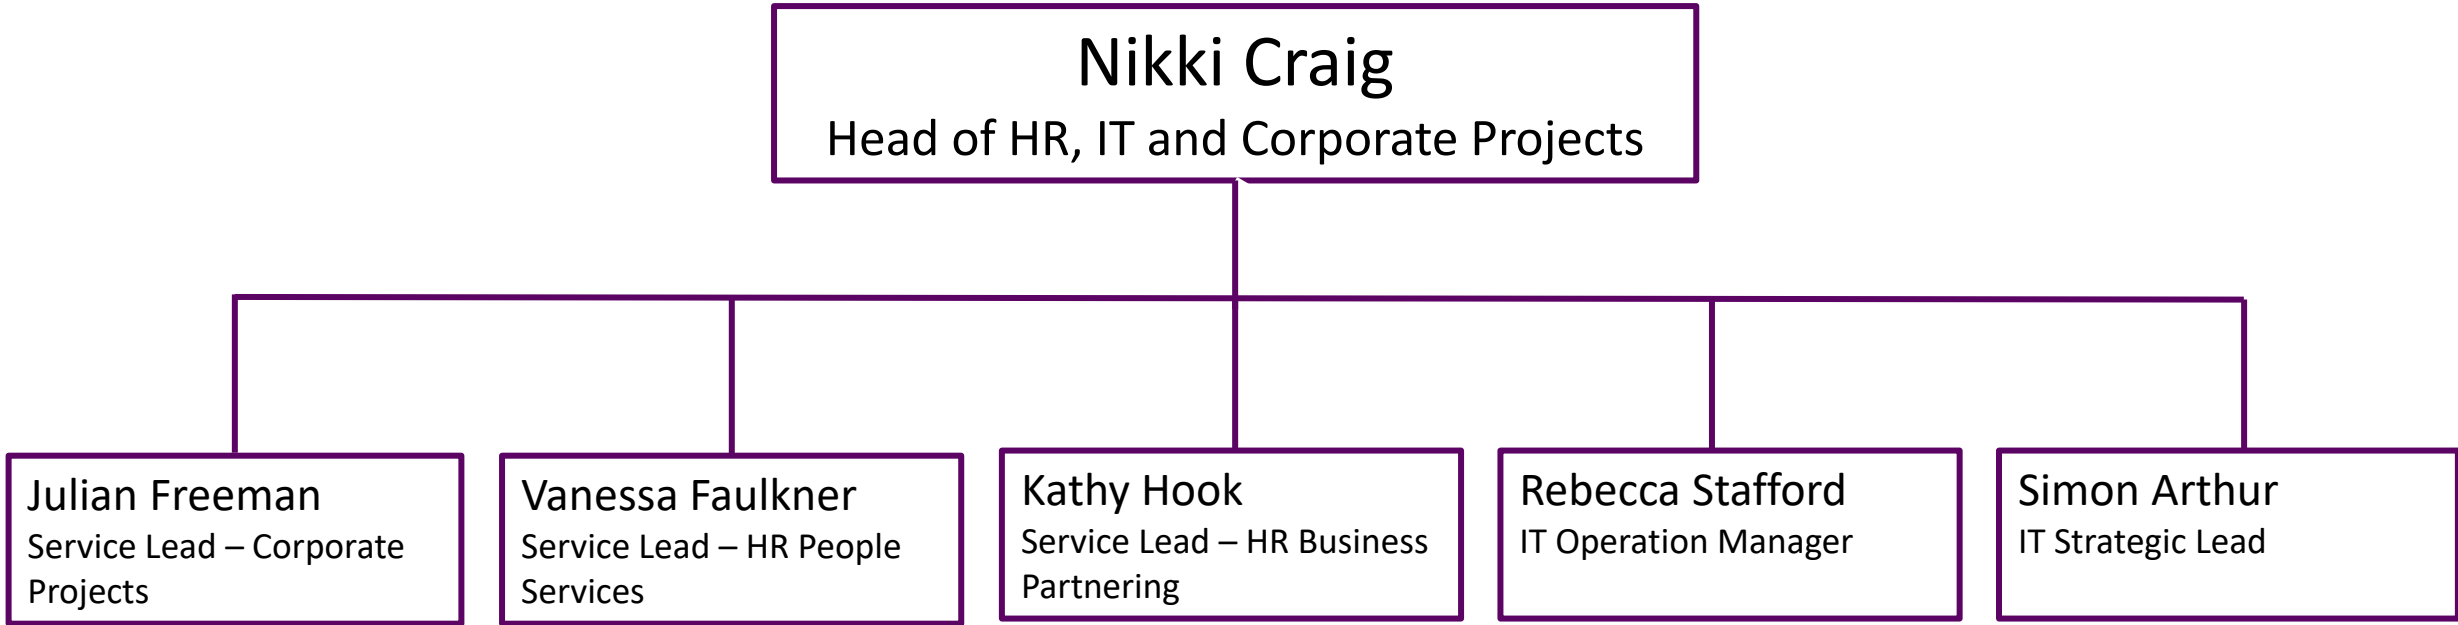 Nikki Craig
Head of HR, IT and Corporate Projects
Julian Freeman
Service Lead – Corporate
Projects
Vanessa Faulkner
Service Lead – HR People
Services
Kathy Hook
Service Lead – HR Business
Partnering
Rebecca Stafford
IT Operation Manager
Simon Arthur
IT Strategic Lead